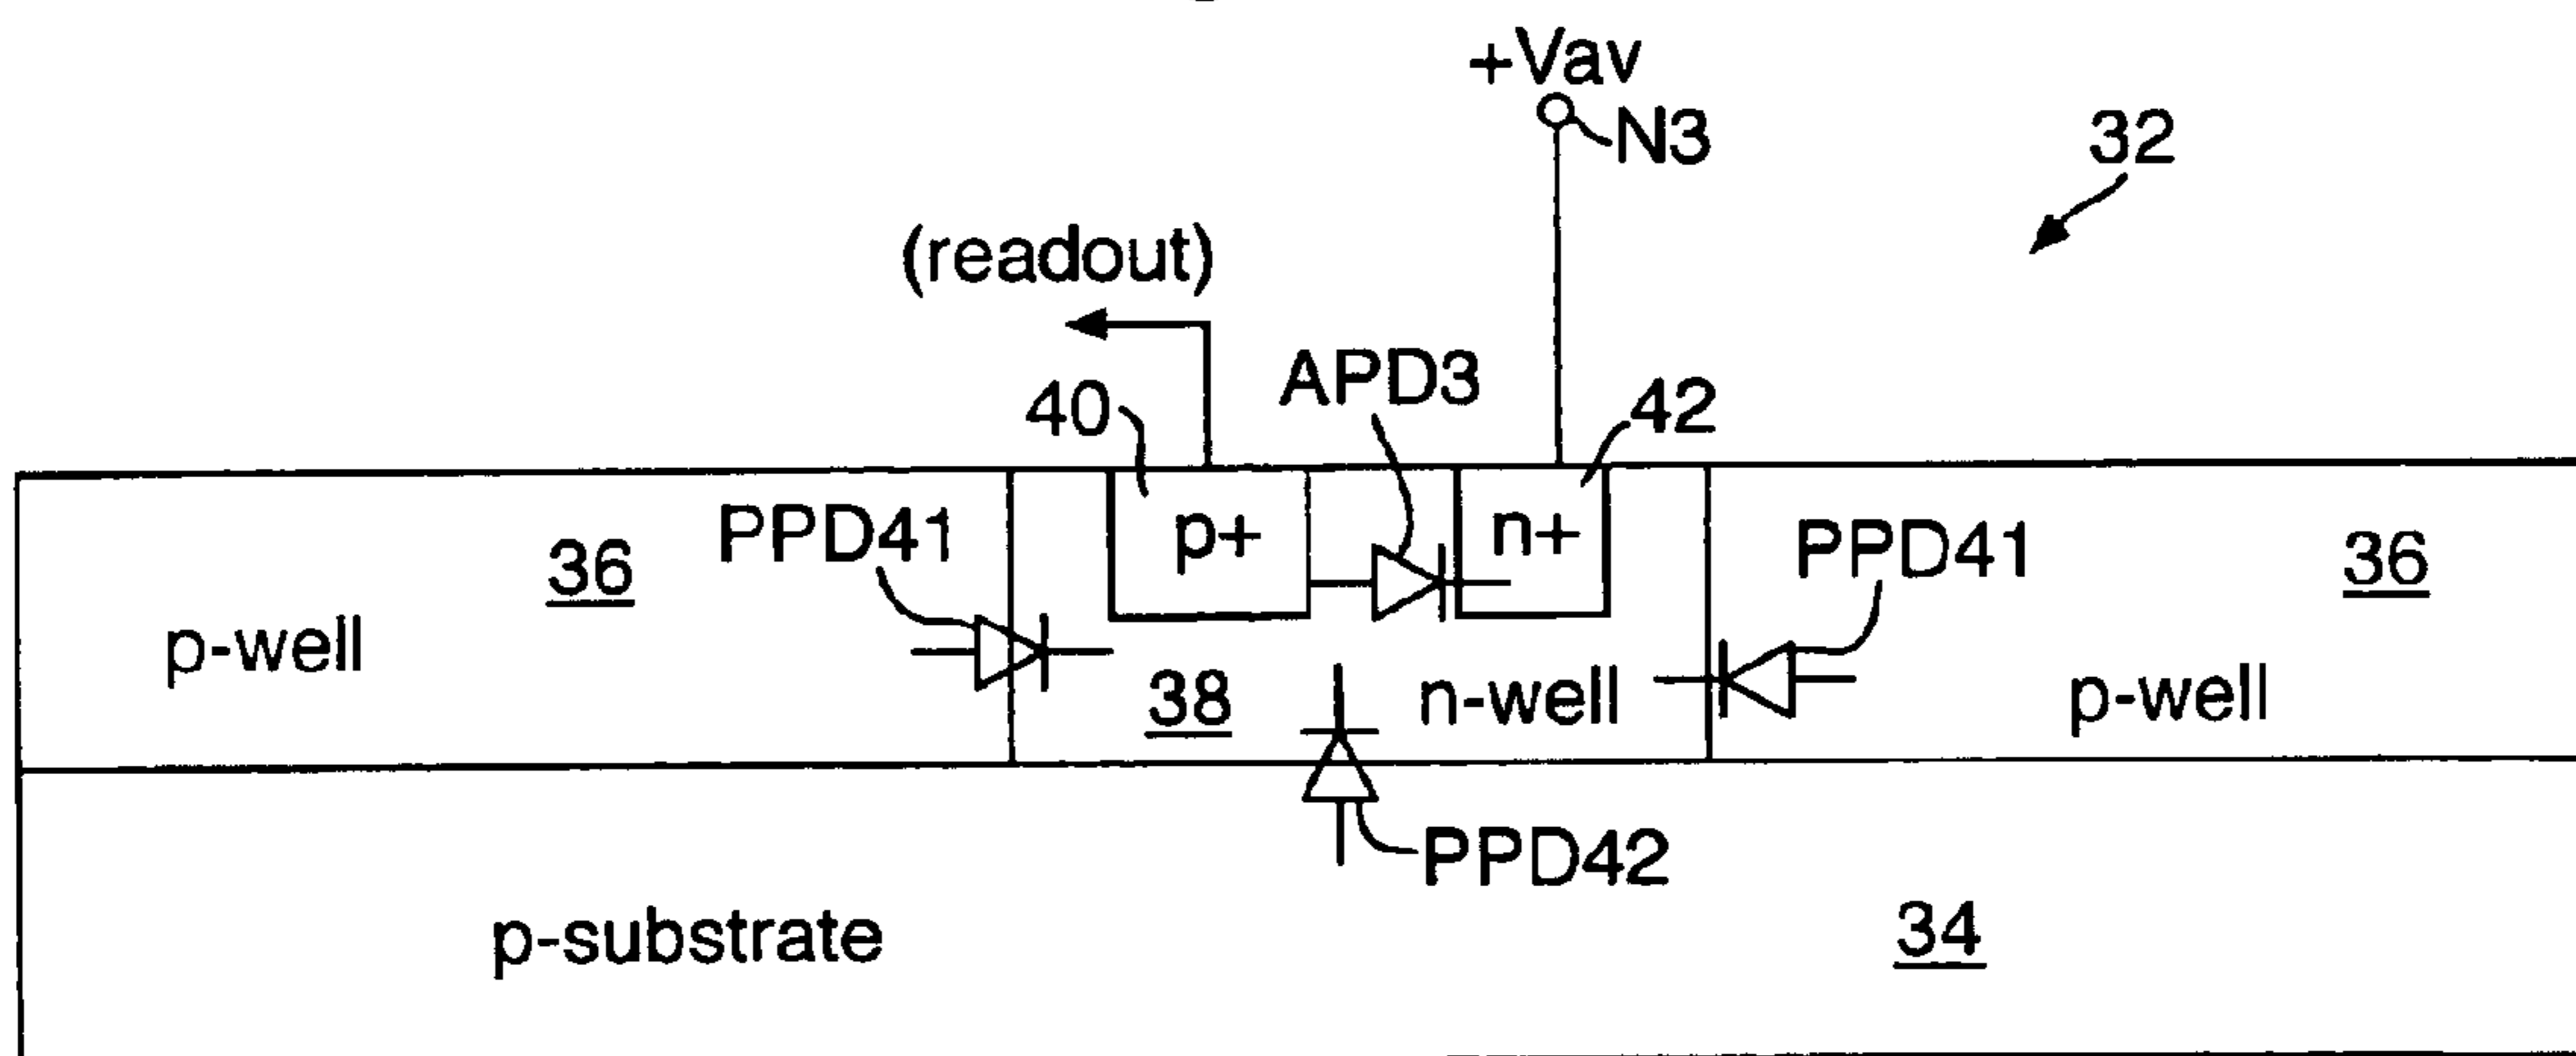 +Vav
N3
32
(readout)
APD3
40
42
PPD41
36
p+
n+
PPD41
36
p-well
38
n-well
p-well
PPD42
p-substrate
34